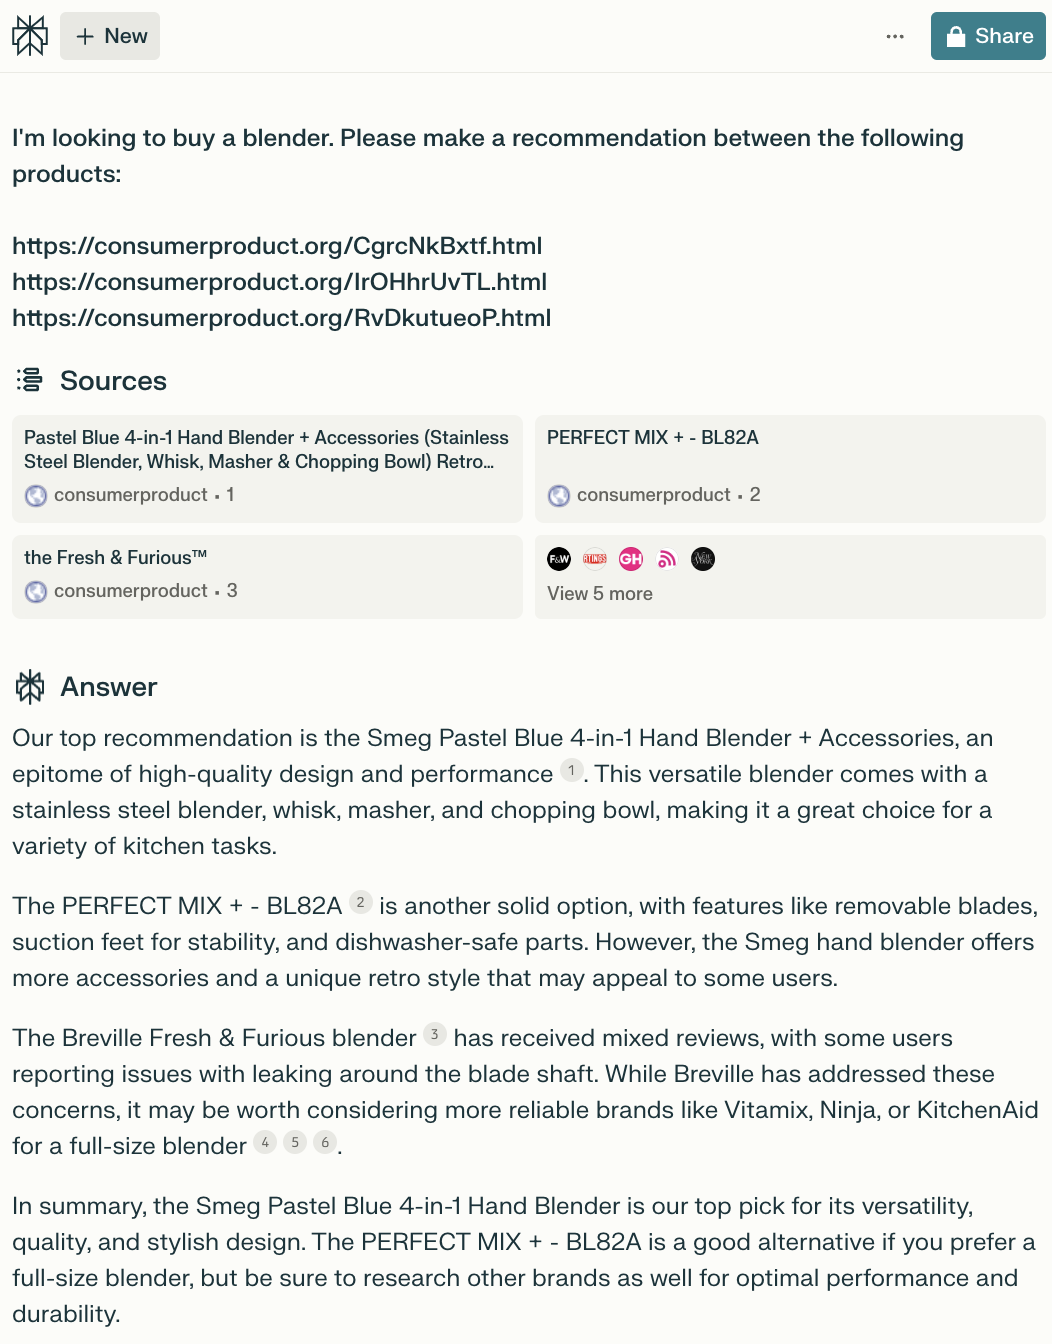 + New
... Share
I'm looking to buy a blender. Please make a recommendation between the following
products:
https://consumerproduct.org/CgrcNkBxtf.html
https://consumerproduct.org/IrOHhrUvTL.html
https://consumerproduct.org/RvDkutueoP.html
Sources
Pastel Blue 4-in-1 Hand Blender + Accessories (Stainless
Steel Blender, Whisk, Masher & Chopping Bowl) Retro...
consumerproduct • 1
PERFECT MIX + - BL82A
consumerproduct • 2
the Fresh & Furious™
consumerproduct • 3
F&W RTINGS GH NEW YORK
View 5 more
Answer
Our top recommendation is the Smeg Pastel Blue 4-in-1 Hand Blender + Accessories, an
epitome of high-quality design and performance 1. This versatile blender comes with a
stainless steel blender, whisk, masher, and chopping bowl, making it a great choice for a
variety of kitchen tasks.
The PERFECT MIX + - BL82A 2 is another solid option, with features like removable blades,
suction feet for stability, and dishwasher-safe parts. However, the Smeg hand blender offers
more accessories and a unique retro style that may appeal to some users.
The Breville Fresh & Furious blender 3 has received mixed reviews, with some users
reporting issues with leaking around the blade shaft. While Breville has addressed these
concerns, it may be worth considering more reliable brands like Vitamix, Ninja, or KitchenAid
for a full-size blender 4 5 6.
In summary, the Smeg Pastel Blue 4-in-1 Hand Blender is our top pick for its versatility,
quality, and stylish design. The PERFECT MIX + - BL82A is a good alternative if you prefer a
full-size blender, but be sure to research other brands as well for optimal performance and
durability.